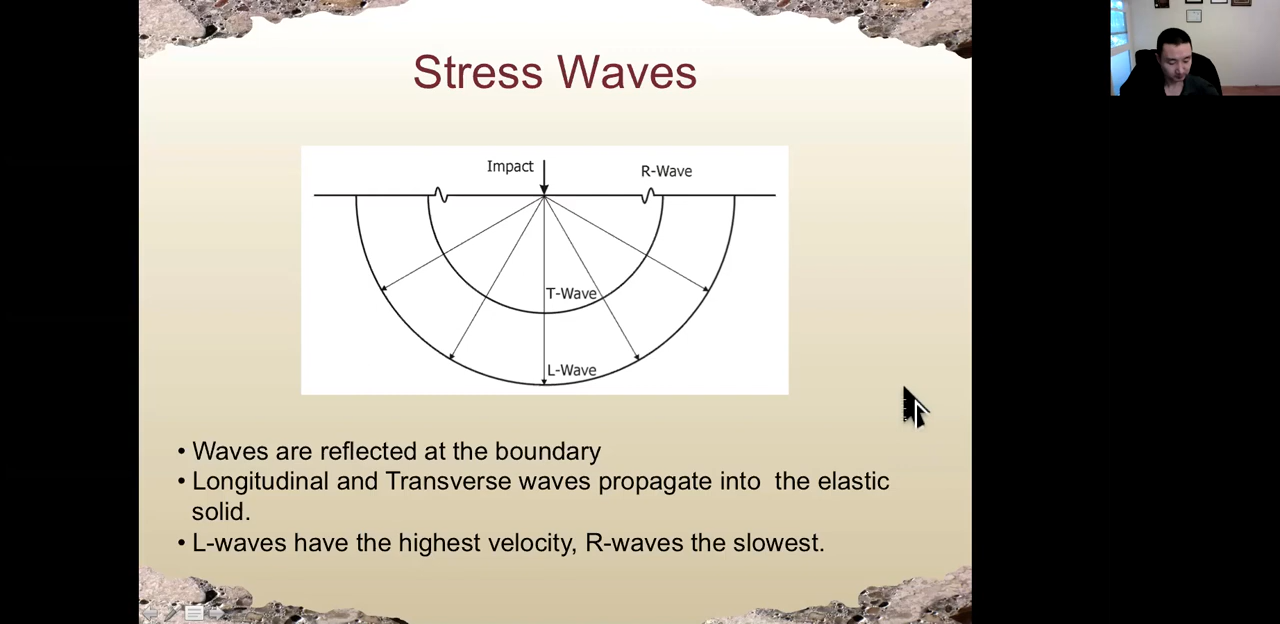 Stress Waves
Impact
R-Wave
T-Wave
L-Wave
• Waves are reflected at the boundary
• Longitudinal and Transverse waves propagate into  the elastic
solid.
• L-waves have the highest velocity, R-waves the slowest.